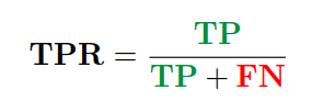 TPR = TP / (TP + FN)